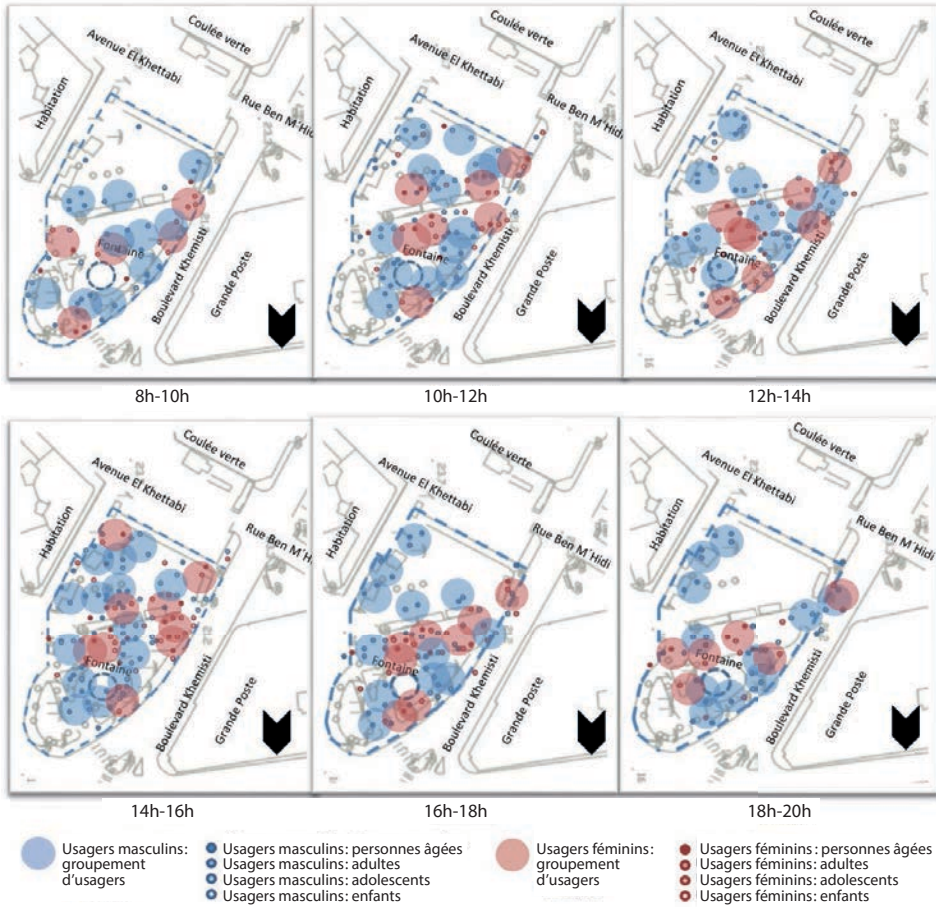 Coulée verte
Avenue El Khettabi
Habitation
Rue Ben M'Hidi
Fontaine
Boulevard Khemisti
Grande Poste
8h-10h
Coulée verte
Avenue El Khettabi
Habitation
Rue Ben M'Hidi
Fontaine
Boulevard Khemisti
Grande Poste
10h-12h
Coulée verte
Avenue El Khettabi
Habitation
Fontaine
Boulevard Khemisti
Grande Poste
12h-14h
Coulée verte
Avenue El Khettabi
Habitation
Rue Ben M'Hidi
Fontaine
Boulevard Khemisti
Grande Poste
14h-16h
Coulée verte
Avenue El Khettabi
Habitation
Rue Ben M'Hidi
Fontaine
Boulevard Khemisti
Grande Poste
16h-18h
Coulée verte
Avenue El Khettabi
Habitation
Fontaine
Boulevard Khemisti
Grande Poste
18h-20h
Usagers masculins:
groupement
d'usagers
Usagers masculins: personnes âgées
Usagers masculins: adultes
Usagers masculins: adolescents
Usagers masculins: enfants
Usagers féminins:
groupement
d'usagers
Usagers féminins: personnes âgées
Usagers féminins: adultes
Usagers féminins: adolescents
Usagers féminins: enfants